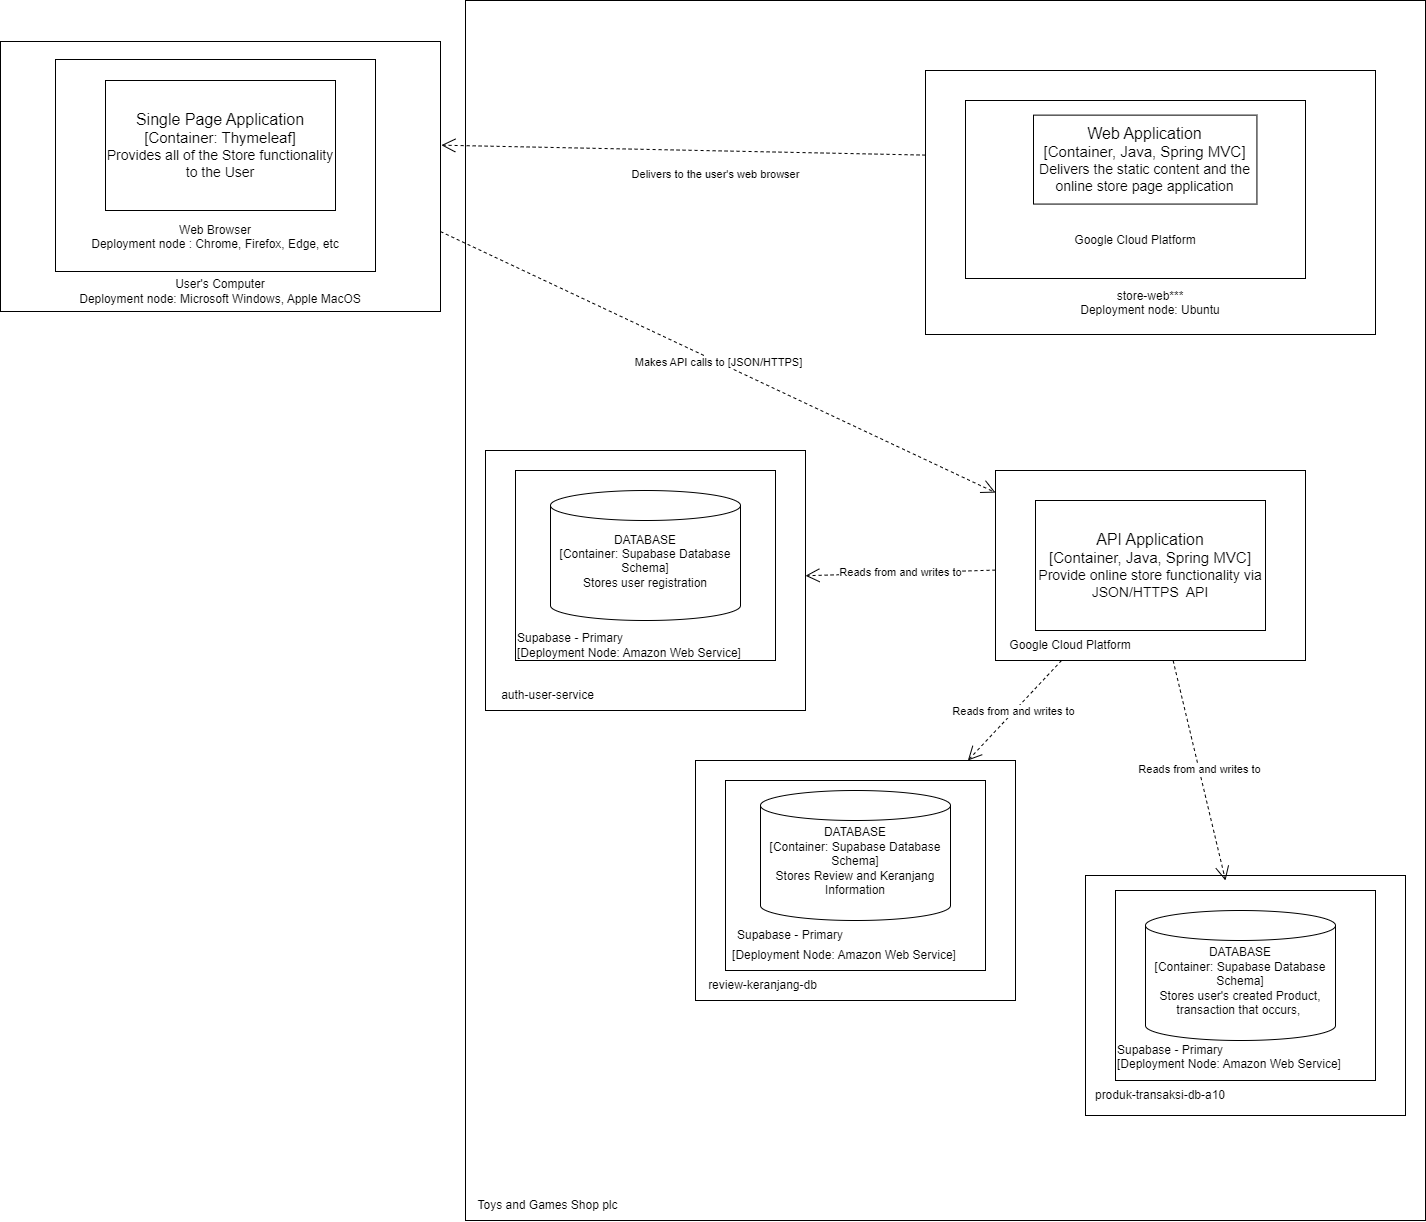 Single Page Application
[Container: Thymeleaf]
Provides all of the Store functionality
to the User
Web Browser
Deployment node : Chrome, Firefox, Edge, etc
User's Computer
Deployment node: Microsoft Windows, Apple MacOS
Delivers to the user's web browser
Web Application
[Container, Java, Spring MVC]
Delivers the static content and the
online store page application
Google Cloud Platform
store-web***
Deployment node: Ubuntu
Makes API calls to [JSON/HTTPS]
DATABASE
[Container: Supabase Database
Schema]
Stores user registration
Supabase - Primary
[Deployment Node: Amazon Web Service]
auth-user-service
Reads from and writes to
API Application
[Container, Java, Spring MVC]
Provide online store functionality via
JSON/HTTPS  API
Google Cloud Platform
Reads from and writes to
Reads from and writes to
DATABASE
[Container: Supabase Database
Schema]
Stores Review and Keranjang
Information
Supabase - Primary
[Deployment Node: Amazon Web Service]
review-keranjang-db
DATABASE
[Container: Supabase Database
Schema]
Stores user's created Product,
transaction that occurs,
Supabase - Primary
[Deployment Node: Amazon Web Service]
produk-transaksi-db-a10
Toys and Games Shop plc